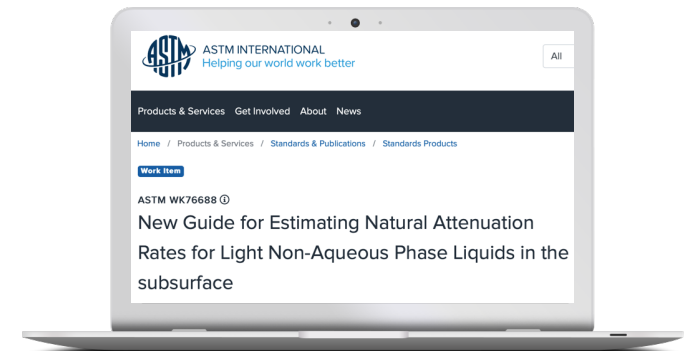 ASTM INTERNATIONAL
Helping our world work better
All
Products & Services Get Involved About News
Home / Products & Services / Standards & Publications / Standards Products
Work Item
ASTM WK76688 ⓘ
New Guide for Estimating Natural Attenuation
Rates for Light Non-Aqueous Phase Liquids in the
subsurface